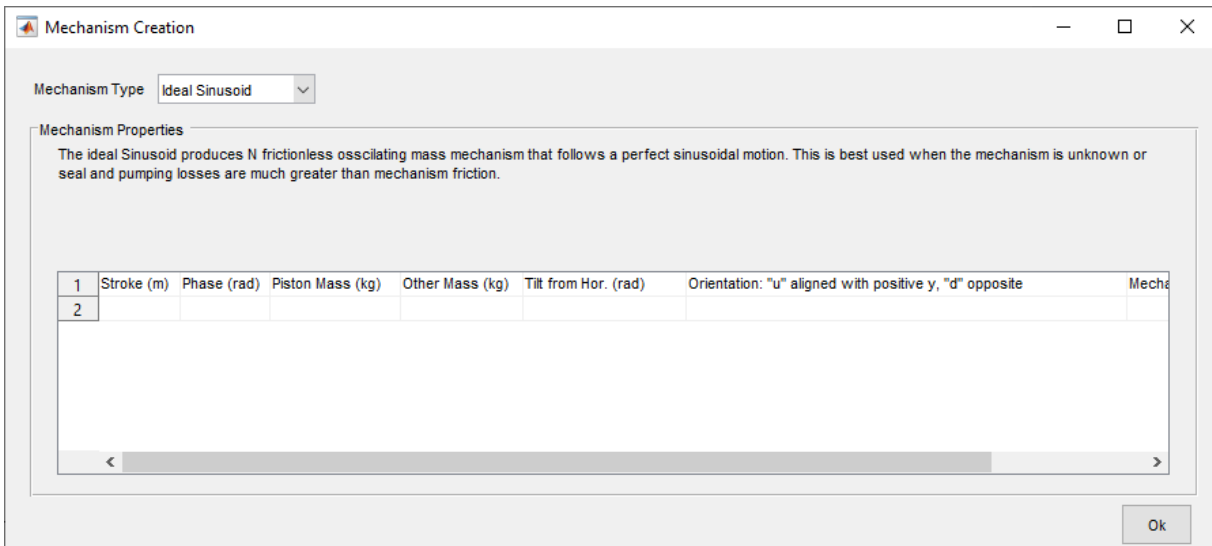 Mechanism Creation
Mechanism Type Ideal Sinusoid
Mechanism Properties
The ideal Sinusoid produces N frictionless osscilating mass mechanism that follows a perfect sinusoidal motion. This is best used when the mechanism is unknown or
seal and pumping losses are much greater than mechanism friction.
1 Stroke (m) Phase (rad) Piston Mass (kg) Other Mass (kg) Tilt from Hor. (rad) Orientation: "u" aligned with positive y, "d" opposite Mecha
2
Ok